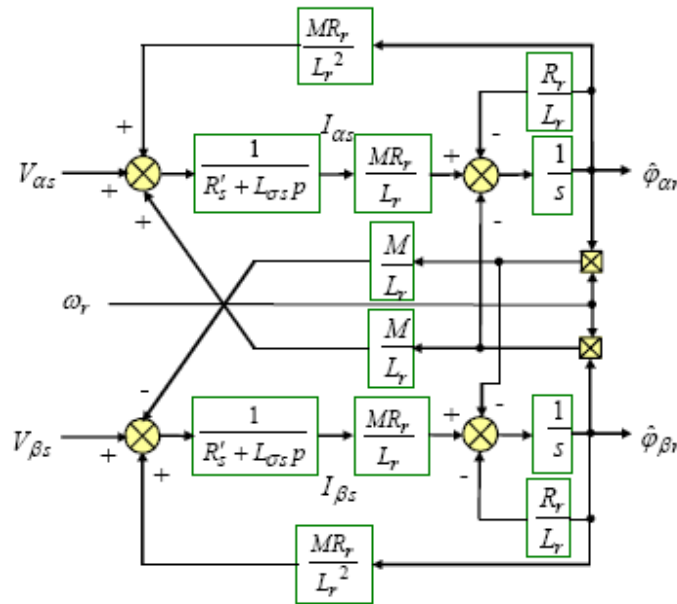 MR_r / L_r^2
R_r / L_r
+ -
V_αs + + 1 / (R'_s + L_σs p) I_αs MR_r / L_r + 1 / s φ̂_αr
-
M / L_r
ω_r
M / L_r
- -
V_βs + + 1 / (R'_s + L_σs p) I_βs MR_r / L_r + 1 / s φ̂_βr
-
R_r / L_r
MR_r / L_r^2